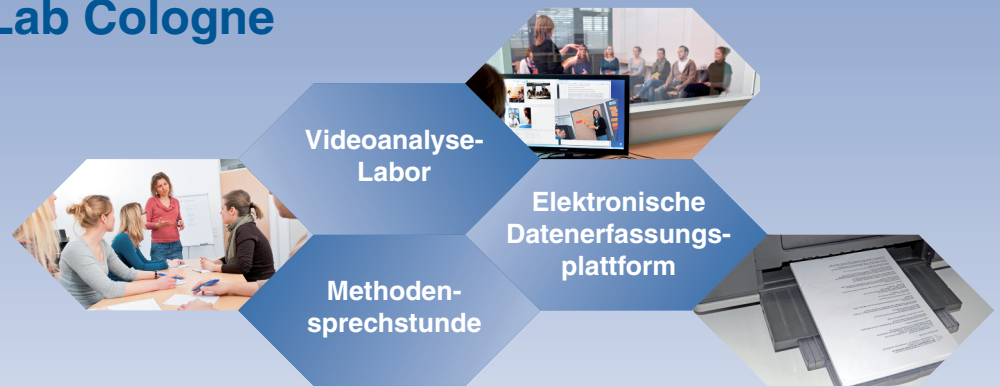 Lab Cologne
Videoanalyse-
Labor
Elektronische
Datenerfassungs-
plattform
Methoden-
sprechstunde